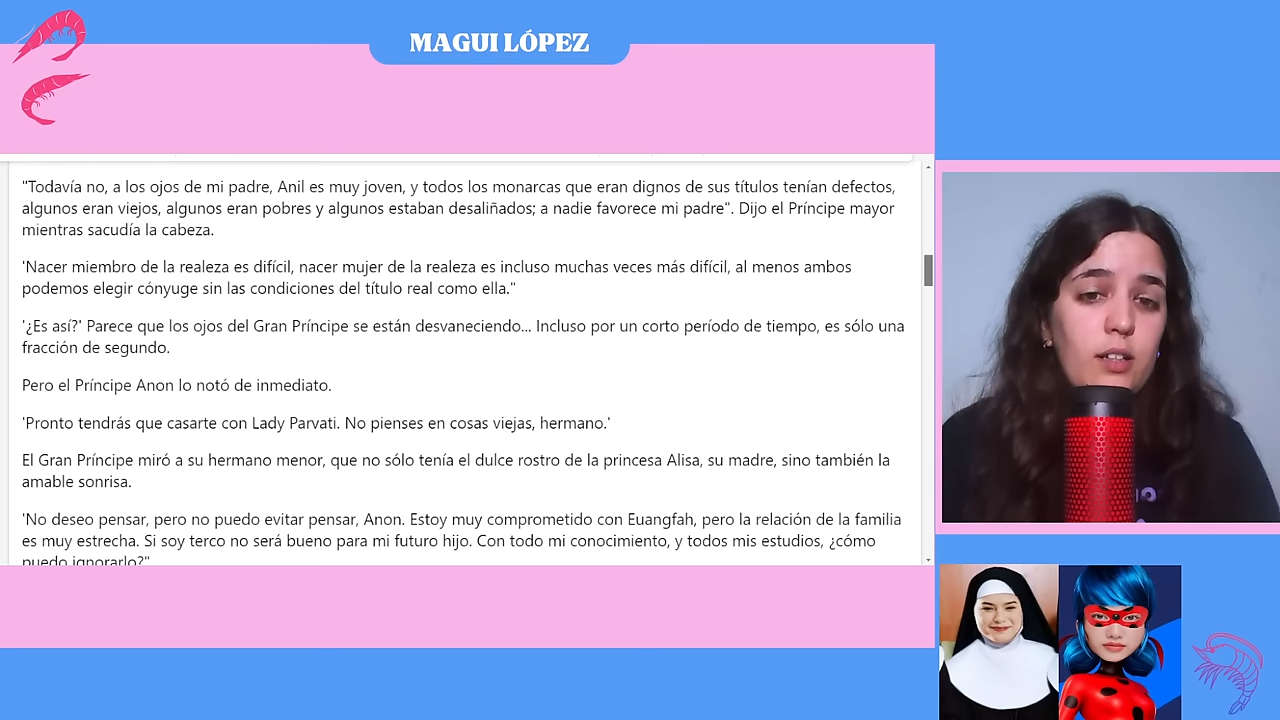 MAGUI LÓPEZ
"Todavía no, a los ojos de mi padre, Anil es muy joven, y todos los monarcas que eran dignos de sus títulos tenían defectos,
algunos eran viejos, algunos eran pobres y algunos estaban desaliñados; a nadie favorece mi padre". Dijo el Príncipe mayor
mientras sacudía la cabeza.
'Nacer miembro de la realeza es difícil, nacer mujer de la realeza es incluso muchas veces más difícil, al menos ambos
podemos elegir cónyuge sin las condiciones del título real como ella."
'¿Es así?' Parece que los ojos del Gran Príncipe se están desvaneciendo... Incluso por un corto período de tiempo, es sólo una
fracción de segundo.
Pero el Príncipe Anon lo notó de inmediato.
'Pronto tendrás que casarte con Lady Parvati. No pienses en cosas viejas, hermano.'
El Gran Príncipe miró a su hermano menor, que no sólo tenía el dulce rostro de la princesa Alisa, su madre, sino también la
amable sonrisa.
'No deseo pensar, pero no puedo evitar pensar, Anon. Estoy muy comprometido con Euangfah, pero la relación de la familia
es muy estrecha. Si soy terco no será bueno para mi futuro hijo. Con todo mi conocimiento, y todos mis estudios, ¿cómo
puedo ignorarlo?"